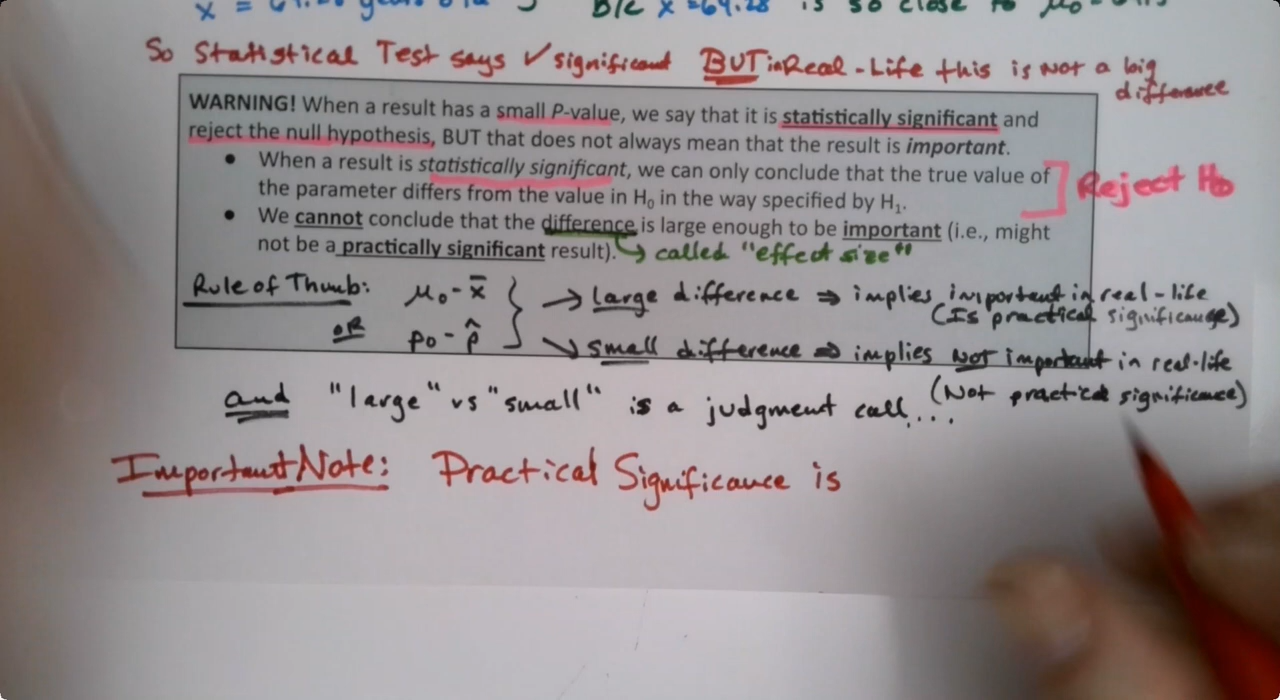 is so close to
So Statistical Test says ✓significant BUT in Real-Life this is not a big difference
WARNING! When a result has a small P-value, we say that it is statistically significant and
reject the null hypothesis, BUT that does not always mean that the result is important.
• When a result is statistically significant, we can only conclude that the true value of
the parameter differs from the value in H₀ in the way specified by H₁.
Reject H₀
• We cannot conclude that the difference is large enough to be important (i.e., might
not be a practically significant result).
called "effect size"
Rule of Thumb: μ₀ - x̄ } → large difference ⇒ implies important in real-life
(Is practical significance)
OR p₀ - p̂ → small difference ⇒ implies Not important in real-life
(Not practical significance)
and "large" vs "small" is a judgment call....
Important Note: Practical Significance is